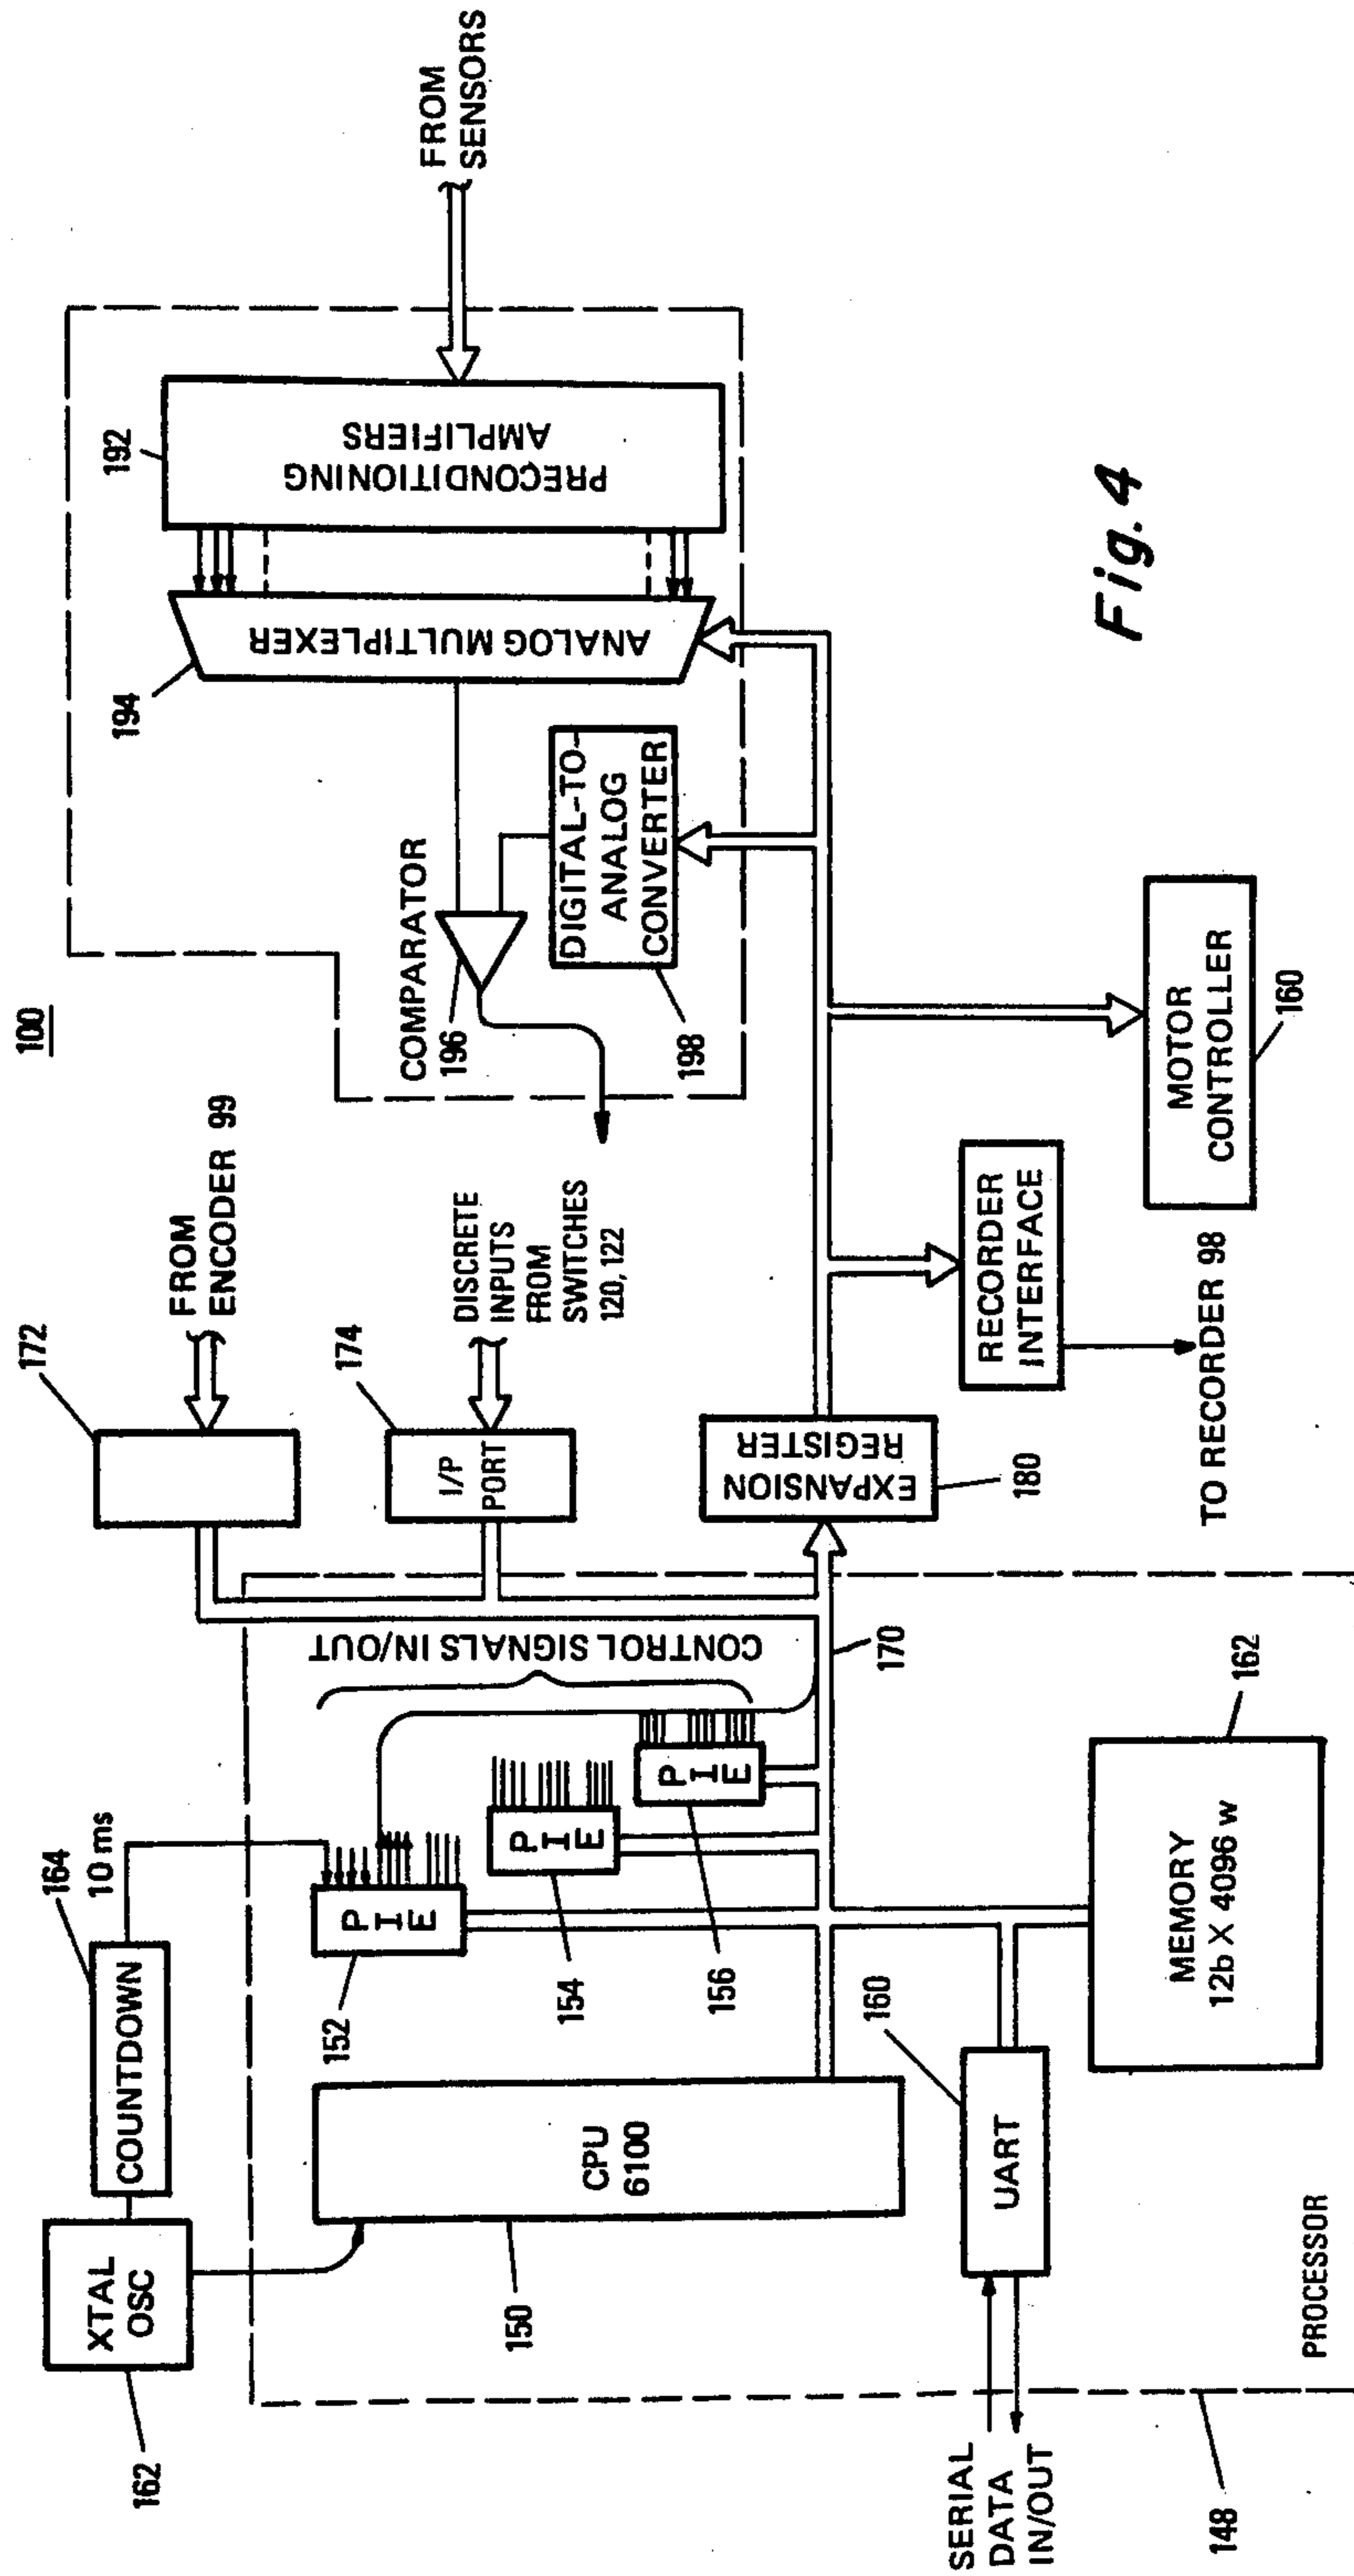 100
XTAL
OSC
162
COUNTDOWN
164
10 ms
172
FROM
ENCODER 99
174
I/P
PORT
DISCRETE
INPUTS
FROM
SWITCHES
120, 122
CPU
6100
150
PIE
152
PIE
154
PIE
156
CONTROL SIGNALS IN/OUT
170
SERIAL
DATA
IN/OUT
UART
160
MEMORY
12b X 4096 w
162
PROCESSOR
148
EXPANSION
REGISTER
180
RECORDER
INTERFACE
TO RECORDER 98
MOTOR
CONTROLLER
160
COMPARATOR
196
DIGITAL-TO-
ANALOG
CONVERTER
198
ANALOG MULTIPLEXER
194
PRECONDITIONING
AMPLIFIERS
192
FROM
SENSORS
Fig. 4